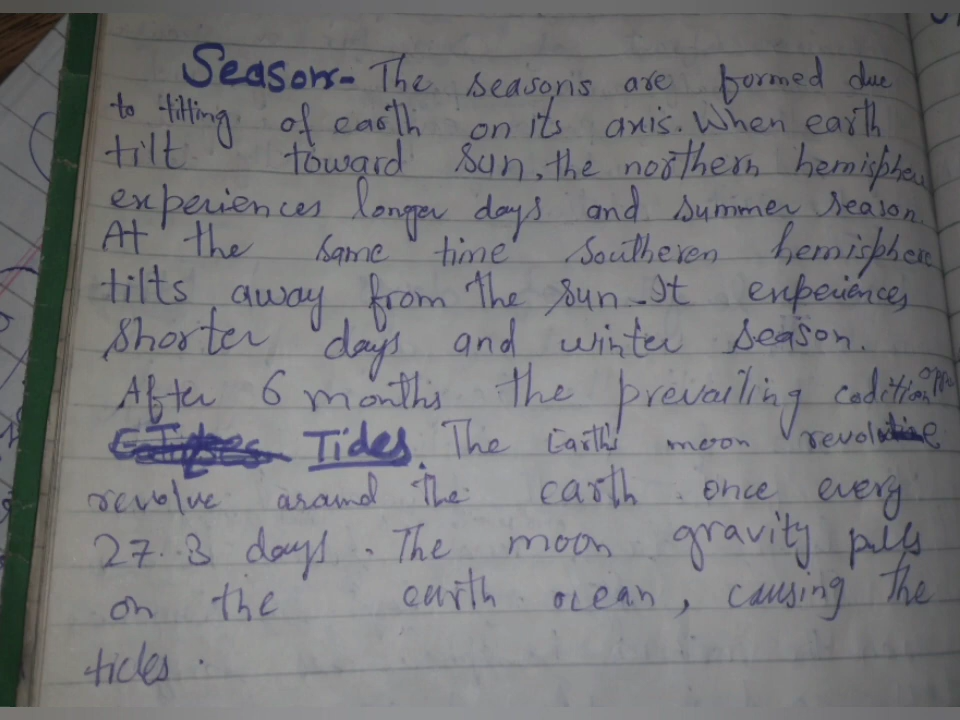 Seasons- The seasons are formed due
to titting of earth on its axis. When earth
tilt toward sun, the northern hemisphere
experiences longer days and summer season.
At the same time southeren hemisphere
tilts away from the sun. It experiences
shorter days and winter season.
After 6 months the prevailing codition oppo
Tides. The Earth's moon revolve
revolve around the earth once every
27.3 days. The moon gravity pulls
on the earth ocean, causing the
tides.